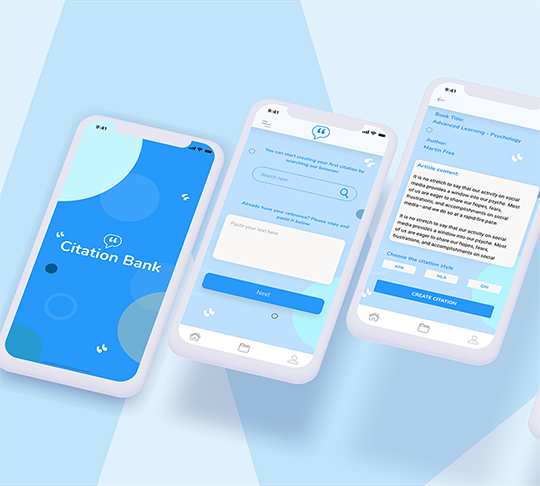 9:41
Citation Bank
9:41
You can start creating your first citation by
searching our browser.
Search here
Already have your reference? Please copy and
paste it below.
Paste your text here
Next
9:41
Book Title:
Advanced Learning - Psychology
Author:
Martin Free
Article content:
It is no stretch to say that our activity on social
media provides a window into our psyche. Most
of us are eager to share our hopes, fears,
frustrations, and accomplishments on social
media—and we do so at a rapid-fire pace.
It is no stretch to say that our activity on social
media provides a window into our psyche. Most
of us are eager to share our hopes, fears,
frustrations, and accomplishments on social
Choose the citation style
APA
MLA
CREATE CITATION